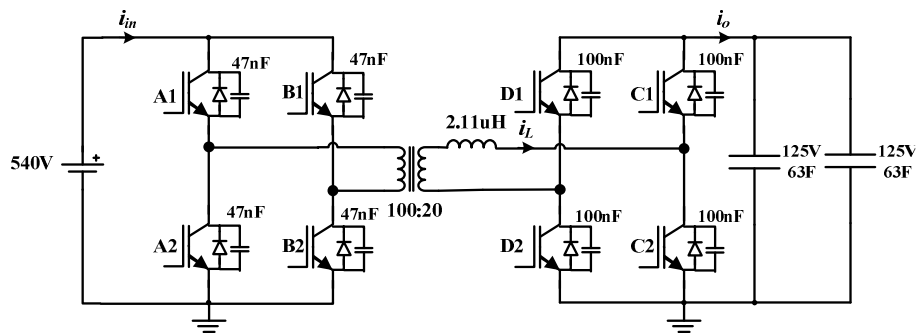 i_in
i_o
47nF
47nF
100nF
100nF
A1
B1
D1
C1
2.11uH
i_L
540V
+
125V
63F
125V
63F
100:20
47nF
47nF
100nF
100nF
A2
B2
D2
C2